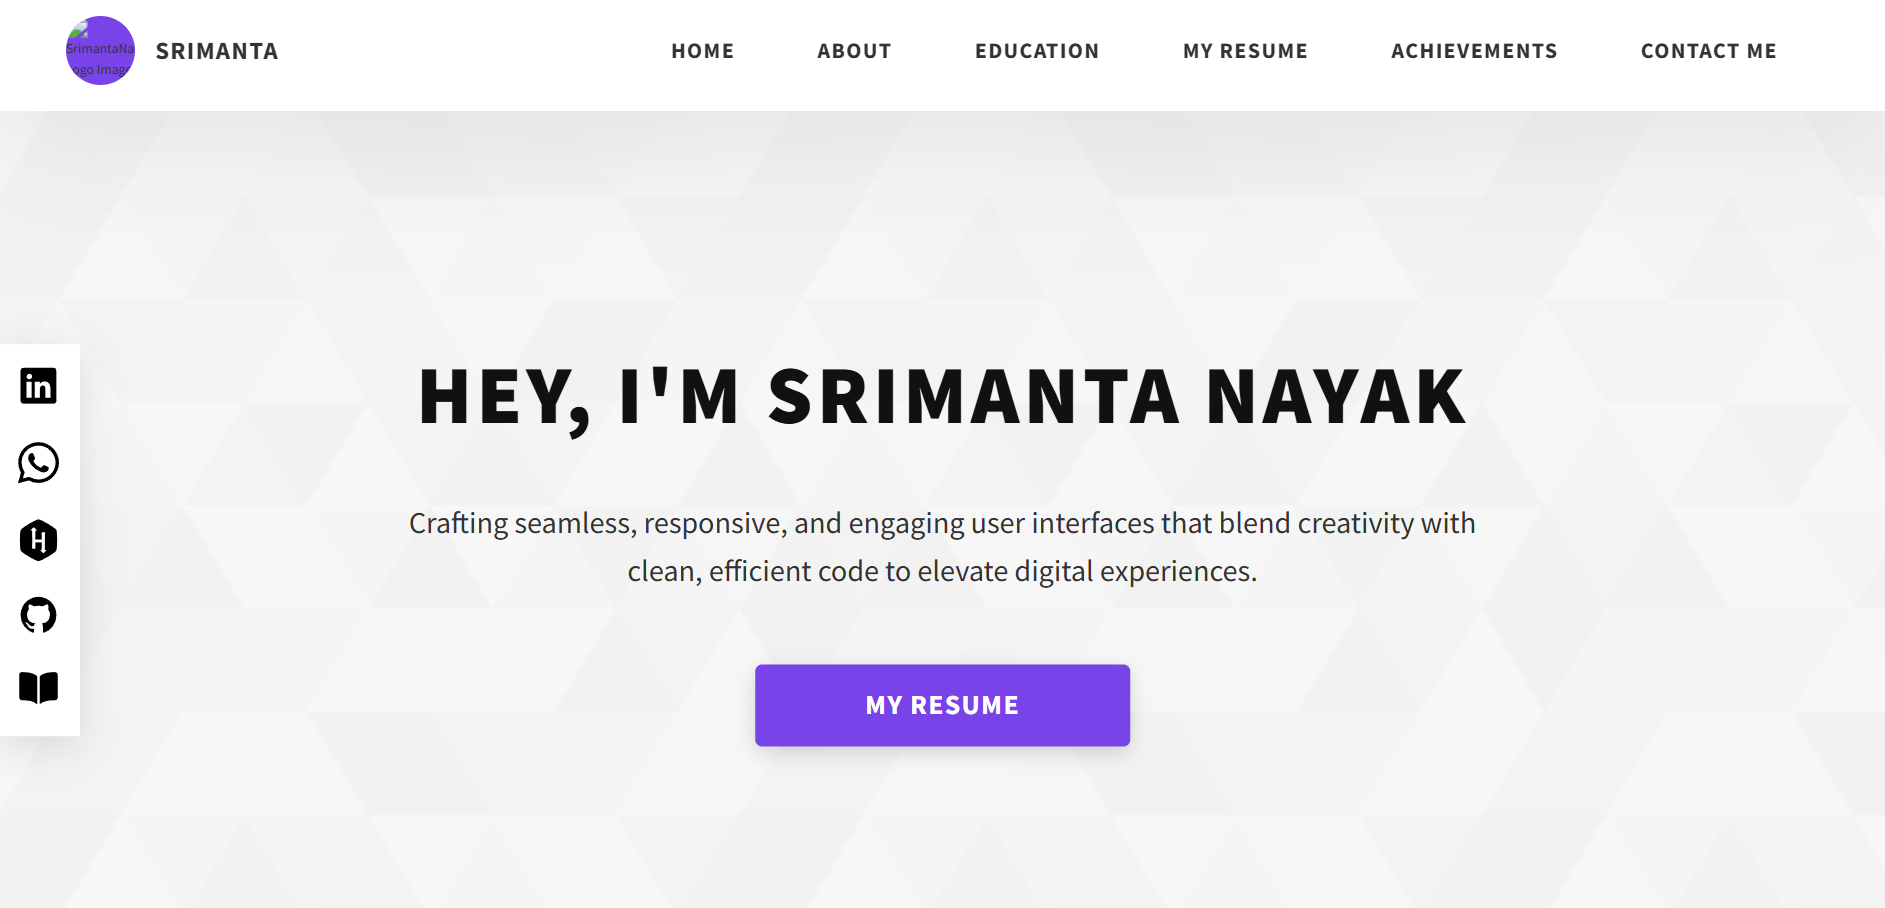 SrimantaNa
ogo Image
SRIMANTA
HOME
ABOUT
EDUCATION
MY RESUME
ACHIEVEMENTS
CONTACT ME
in
HEY, I'M SRIMANTA NAYAK
Crafting seamless, responsive, and engaging user interfaces that blend creativity with
clean, efficient code to elevate digital experiences.
MY RESUME